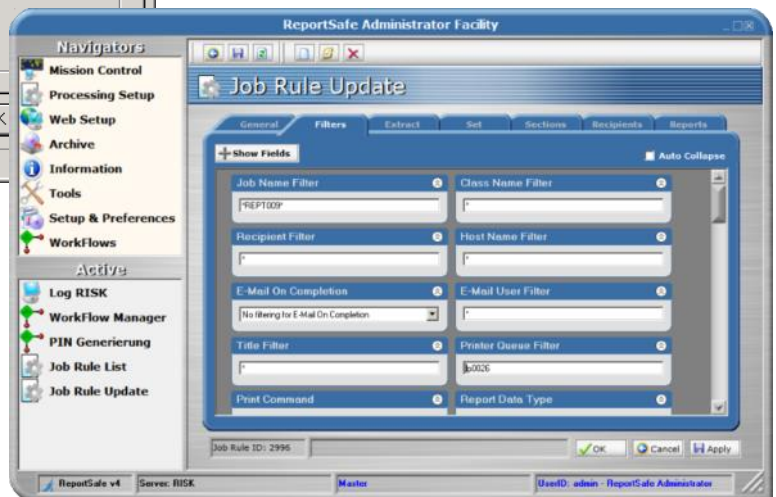 ReportSafe Administrator Facility
Navigators
Mission Control
Processing Setup
Web Setup
Archive
Information
Tools
Setup & Preferences
WorkFlows
Active
Log RISK
WorkFlow Manager
PIN Generierung
Job Rule List
Job Rule Update
Job Rule Update
General Filters Extract Set Sections Recipients Reports
Show Fields Auto Collapse
Job Name Filter Class Name Filter
*REPT009* *
Recipient Filter Host Name Filter
* *
E-Mail On Completion E-Mail User Filter
No filtering for E-Mail On Completion *
Title Filter Printer Queue Filter
* lp0026
Print Command Report Data Type
Job Rule ID: 2996 OK Cancel Apply
ReportSafe v4 Server: RISK Master UserID: admin - ReportSafe Administrator